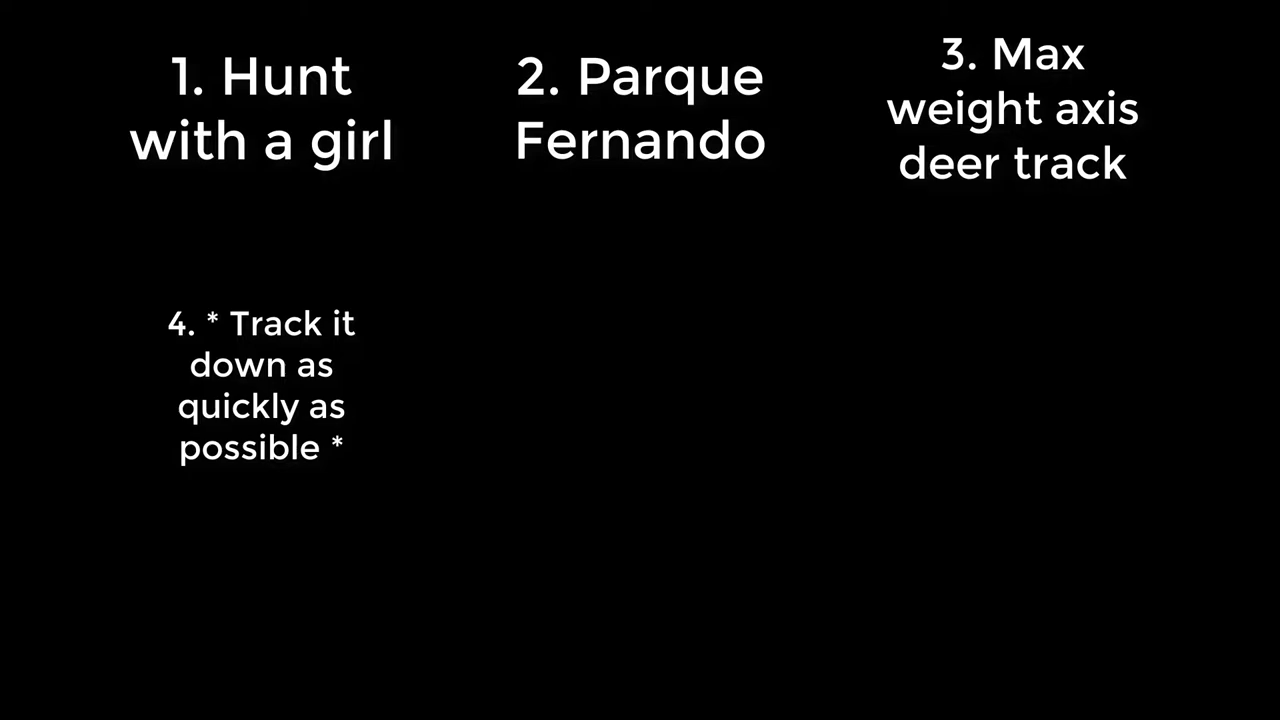 1. Hunt
with a girl
2. Parque
Fernando
3. Max
weight axis
deer track
4. * Track it
down as
quickly as
possible *